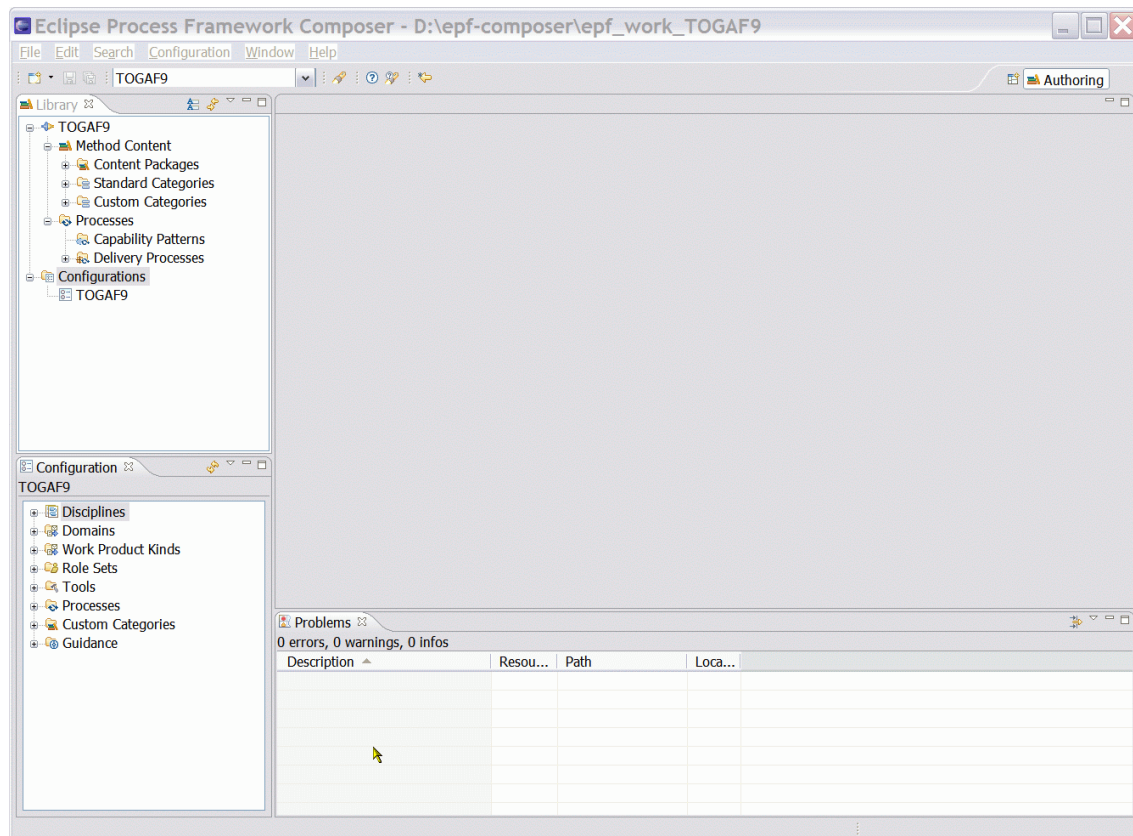 Eclipse Process Framework Composer - D:\epf-composer\epf_work_TOGAF9
File Edit Search Configuration Window Help
TOGAF9
Authoring
Library
TOGAF9
Method Content
Content Packages
Standard Categories
Custom Categories
Processes
Capability Patterns
Delivery Processes
Configurations
TOGAF9
Configuration
TOGAF9
Disciplines
Domains
Work Product Kinds
Role Sets
Tools
Processes
Custom Categories
Guidance
Problems
0 errors, 0 warnings, 0 infos
Description Resou... Path Loca...